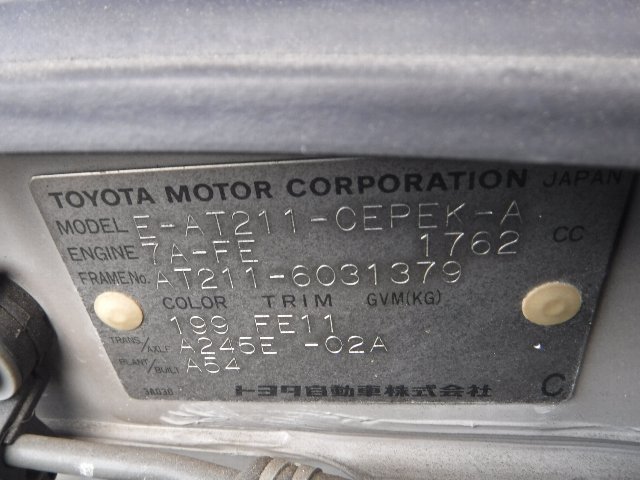 TOYOTA MOTOR CORPORATION JAPAN
MODEL E-AT211-CEPEK-A
ENGINE 7A-FE 1762 CC
FRAME No. AT211-6031379
COLOR TRIM GVM(KG)
199 FE11
TRANS/AXLE A245E -02A
PLANT/BUILT A54
3A030 トヨタ自動車株式会社 C